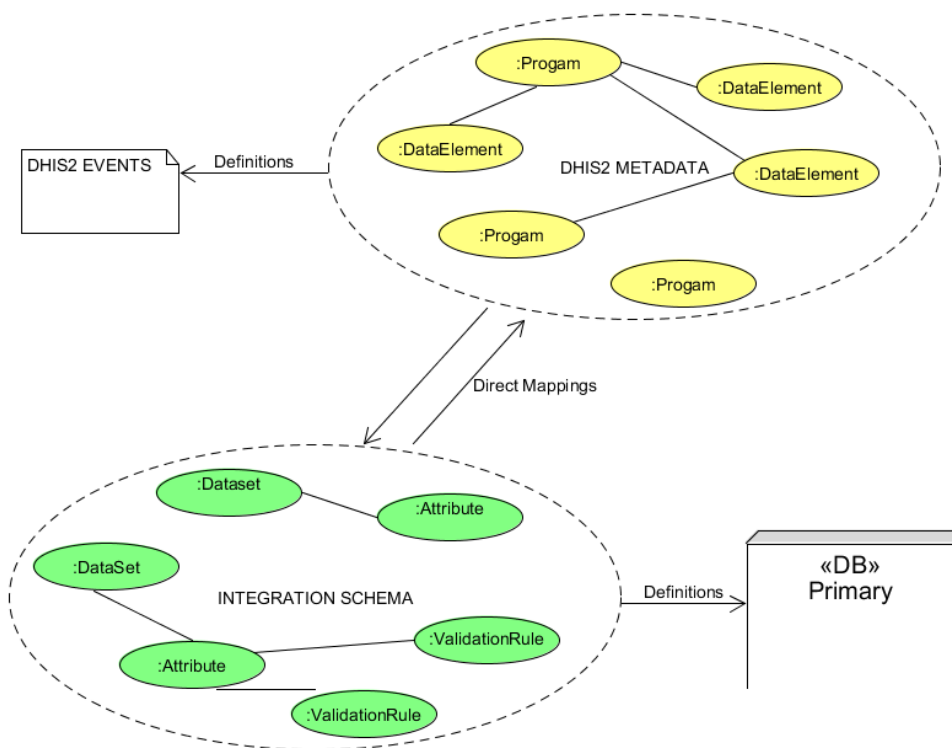 :Progam
:DataElement
:DataElement
DHIS2 EVENTS
Definitions
DHIS2 METADATA
:DataElement
:Progam
:Progam
Direct Mappings
:Dataset
:Attribute
:DataSet
INTEGRATION SCHEMA
Definitions
«DB»
Primary
:ValidationRule
:Attribute
:ValidationRule